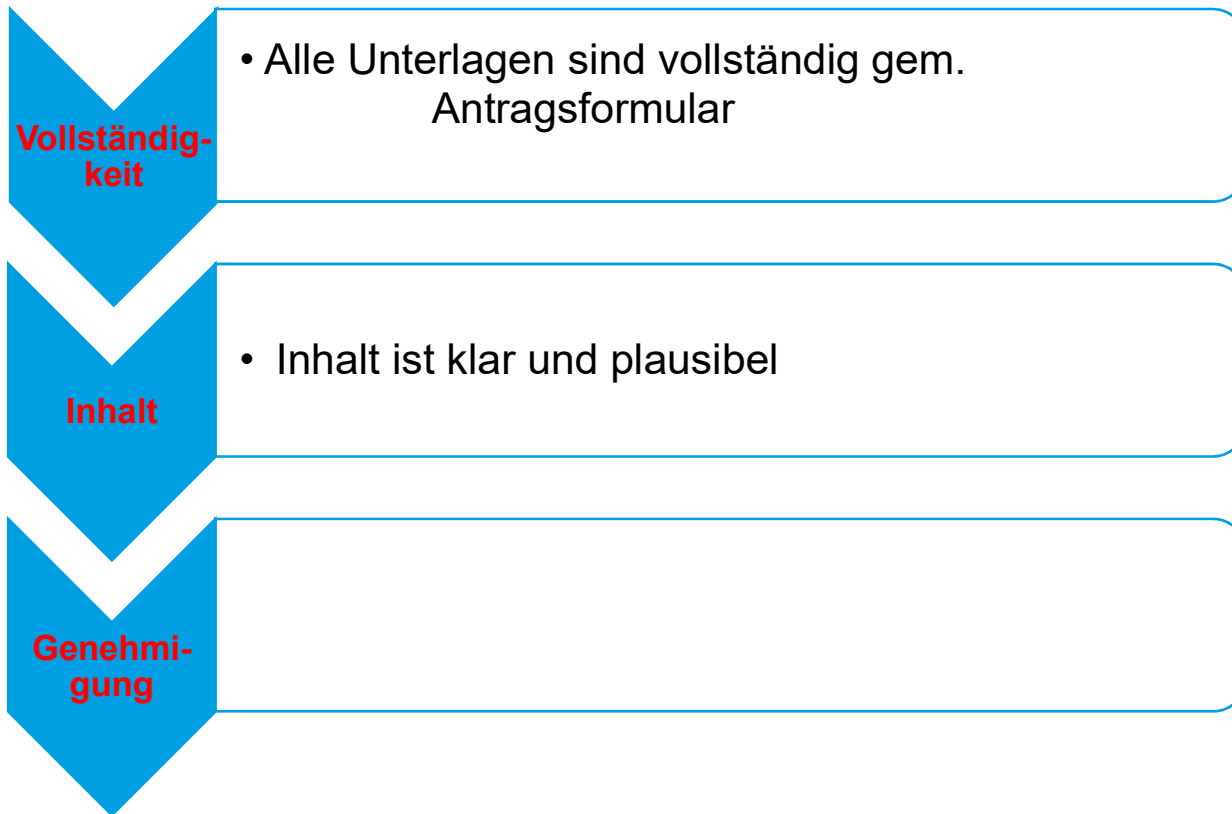 Vollständig-
keit
• Alle Unterlagen sind vollständig gem.
Antragsformular
Inhalt
• Inhalt ist klar und plausibel
Genehmi-
gung